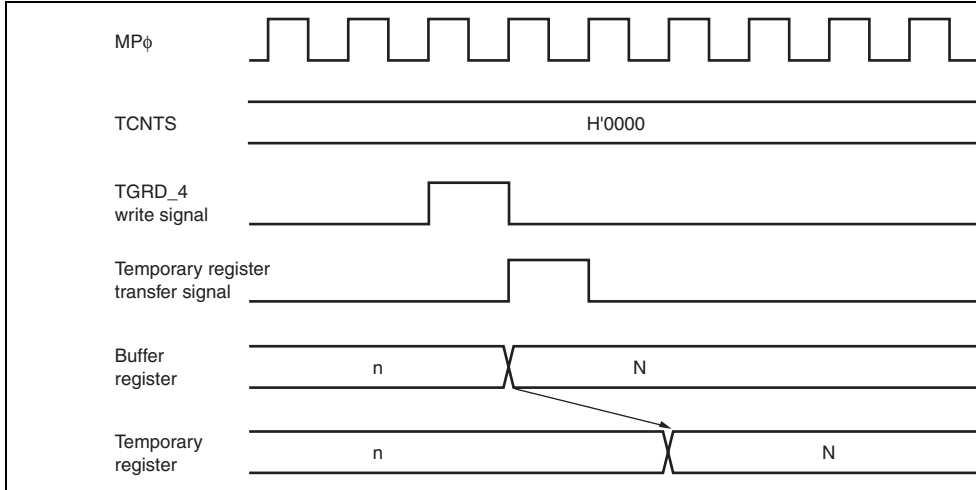 MPφ
TCNTS
H'0000
TGRD_4
write signal
Temporary register
transfer signal
Buffer
register
n
N
Temporary
register
n
N